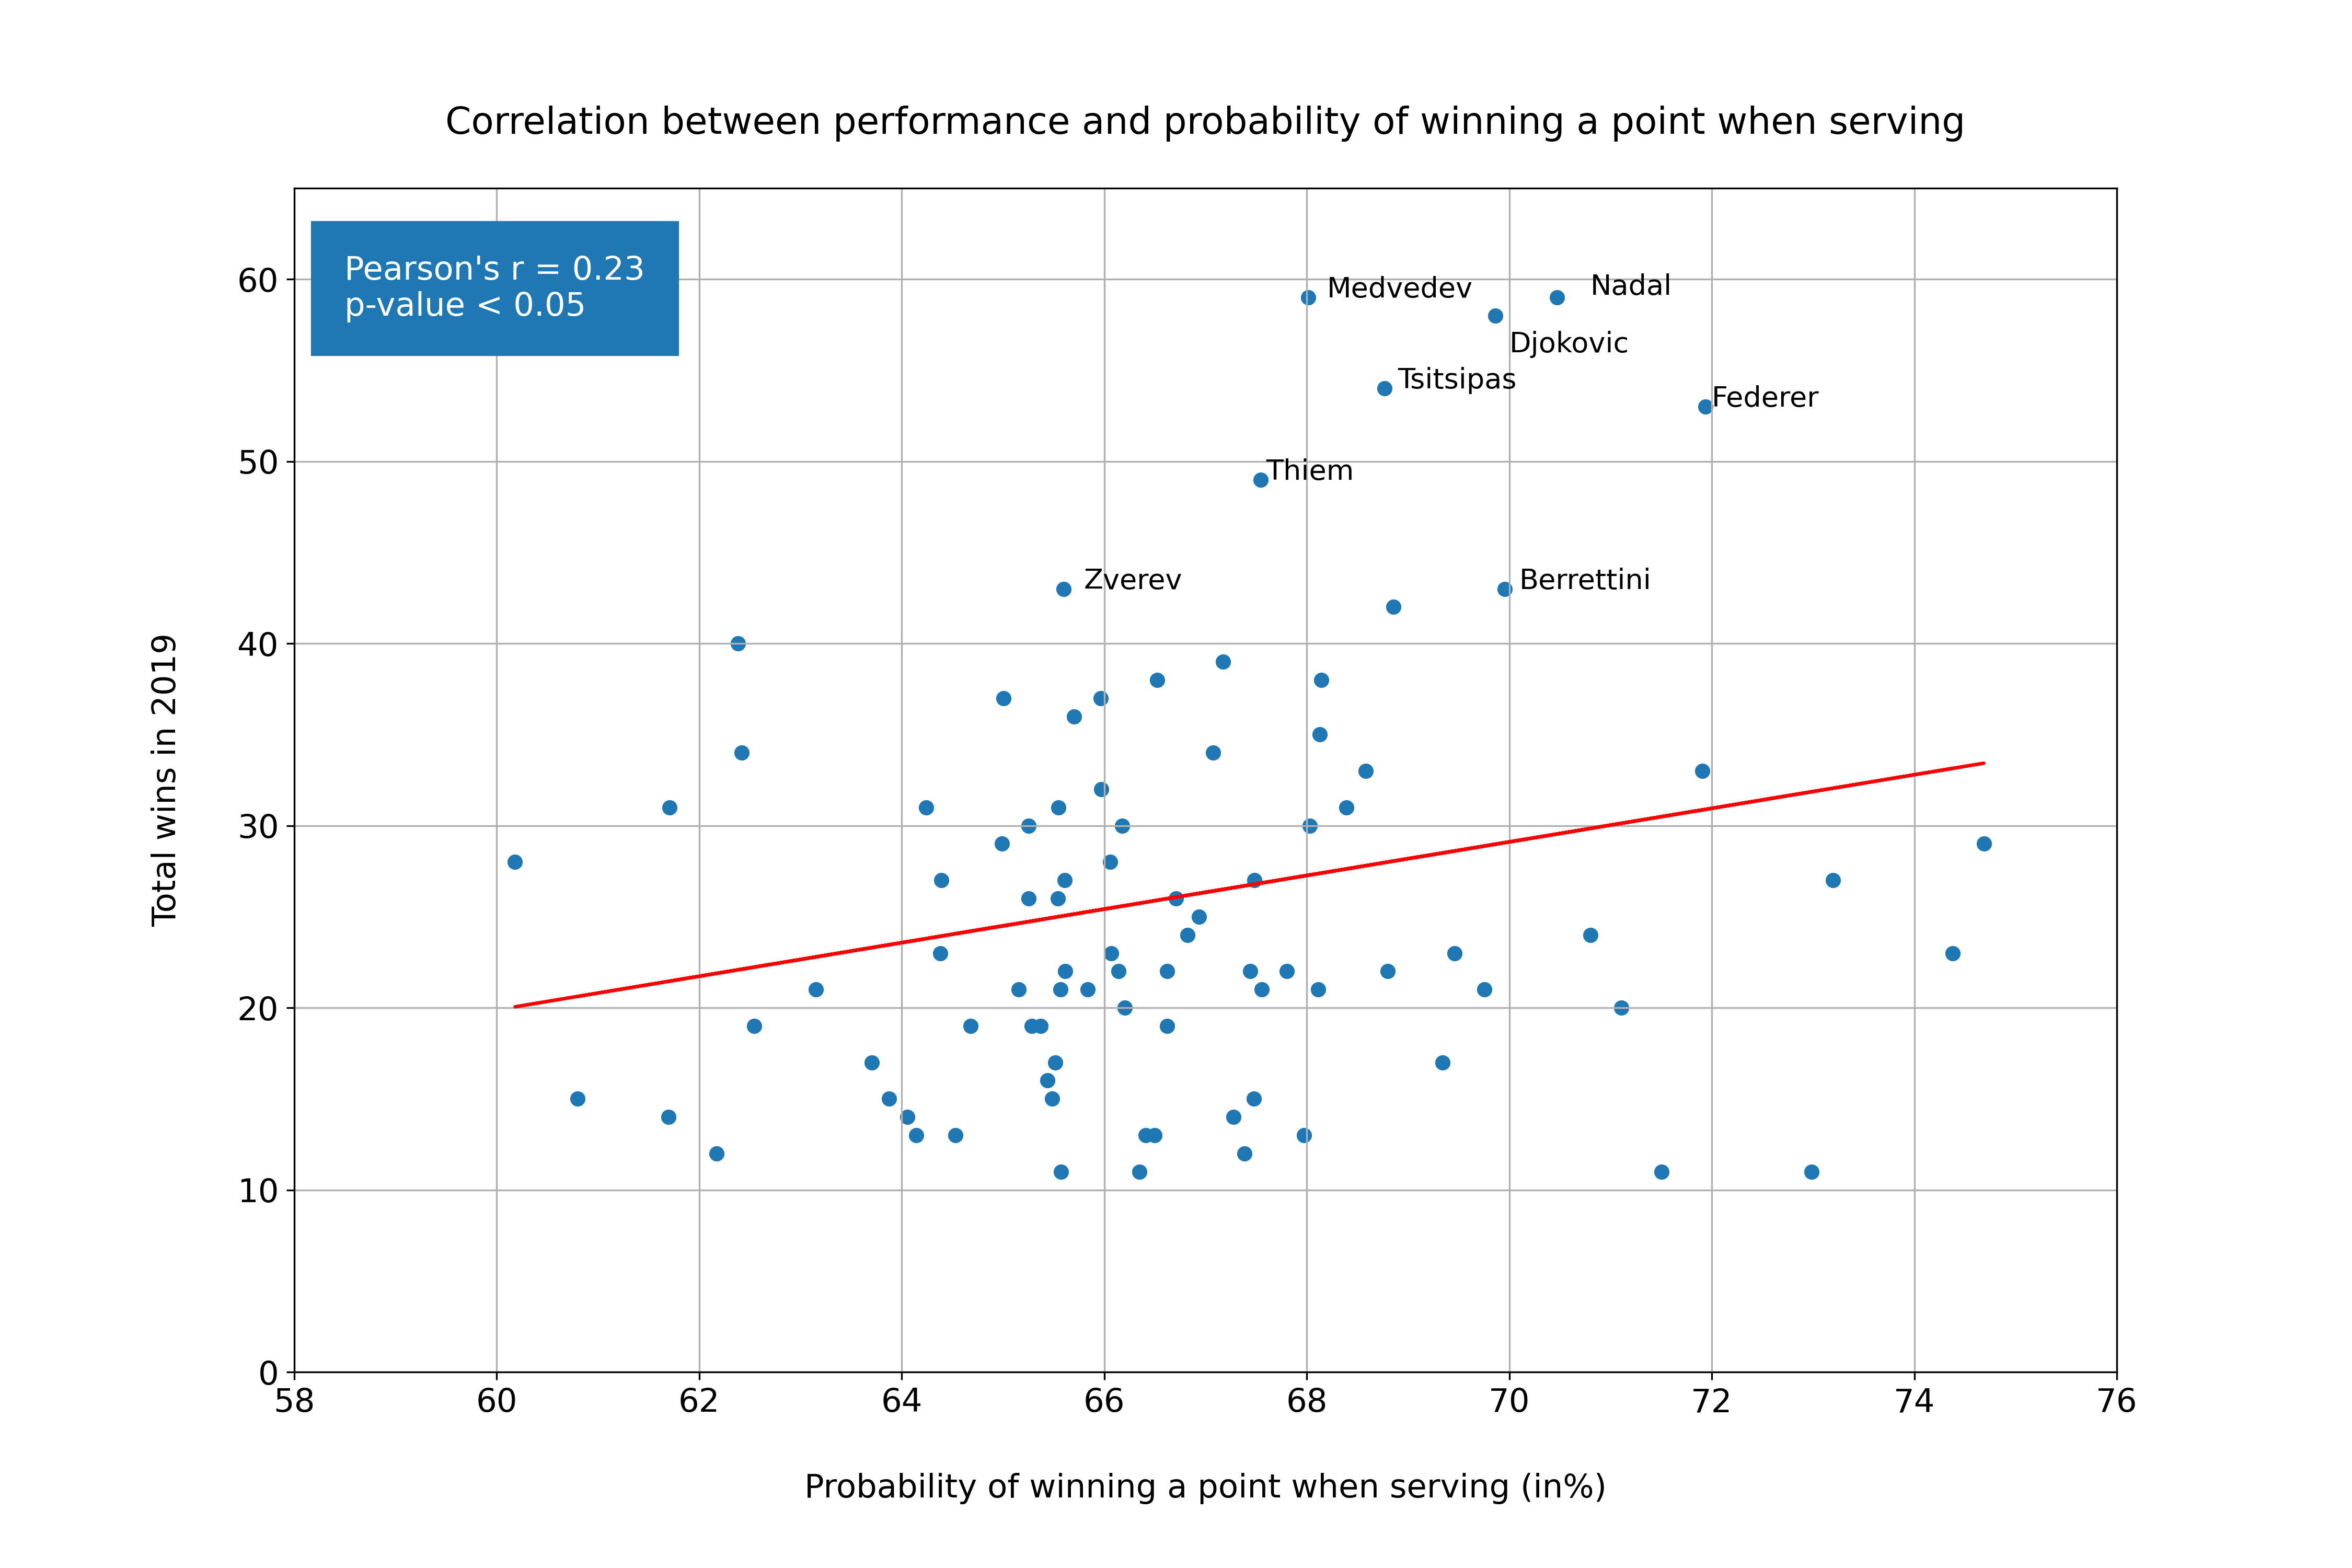 Correlation between performance and probability of winning a point when serving
Pearson's r = 0.23
p-value < 0.05
60
50
40
30
20
10
0
Total wins in 2019
Medvedev
Nadal
Djokovic
Tsitsipas
Federer
Thiem
Zverev
Berrettini
58 60 62 64 66 68 70 72 74 76
Probability of winning a point when serving (in%)